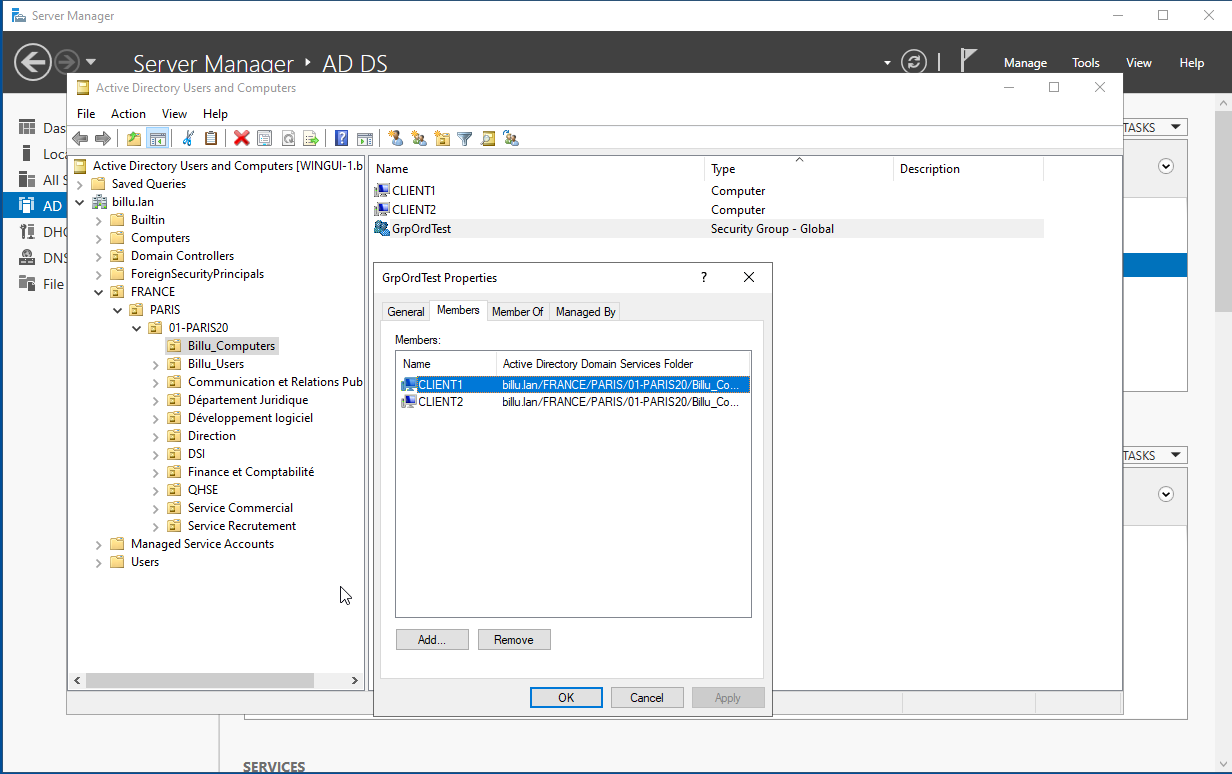 Server Manager
Server Manager ‣ AD DS
Manage Tools View Help
Active Directory Users and Computers
File Action View Help
Das
Loca
All S
AD
DHC
DNS
File
Active Directory Users and Computers [WINGUI-1.b
Saved Queries
billu.lan
Builtin
Computers
Domain Controllers
ForeignSecurityPrincipals
FRANCE
PARIS
01-PARIS20
Billu_Computers
Billu_Users
Communication et Relations Pub
Département Juridique
Développement logiciel
Direction
DSI
Finance et Comptabilité
QHSE
Service Commercial
Service Recrutement
Managed Service Accounts
Users
Name Type Description
CLIENT1 Computer
CLIENT2 Computer
GrpOrdTest Security Group - Global
GrpOrdTest Properties
General Members Member Of Managed By
Members:
Name Active Directory Domain Services Folder
CLIENT1 billu.lan/FRANCE/PARIS/01-PARIS20/Billu_Co...
CLIENT2 billu.lan/FRANCE/PARIS/01-PARIS20/Billu_Co...
Add... Remove
OK Cancel Apply
TASKS
TASKS
SERVICES